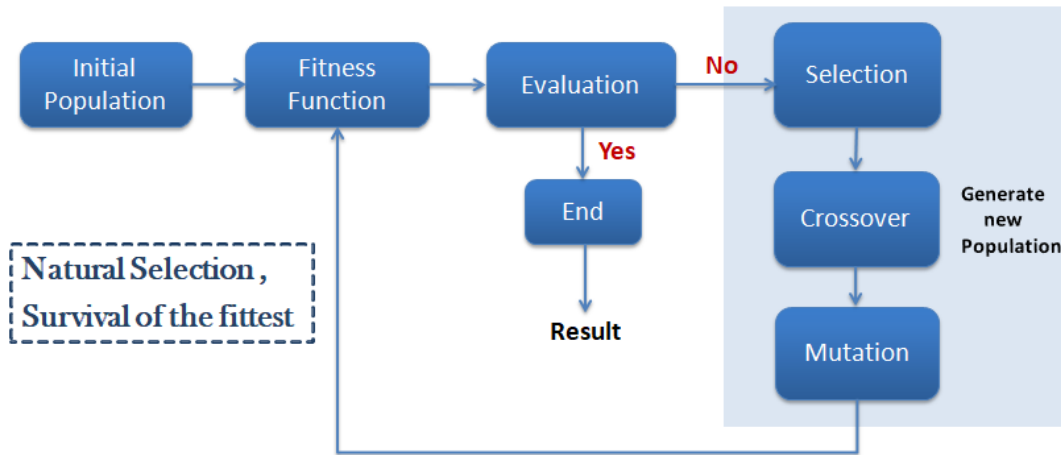 Initial
Population
Fitness
Function
Evaluation
No
Selection
Yes
End
Crossover
Generate
new
Population
Natural Selection ,
Survival of the fittest
Result
Mutation